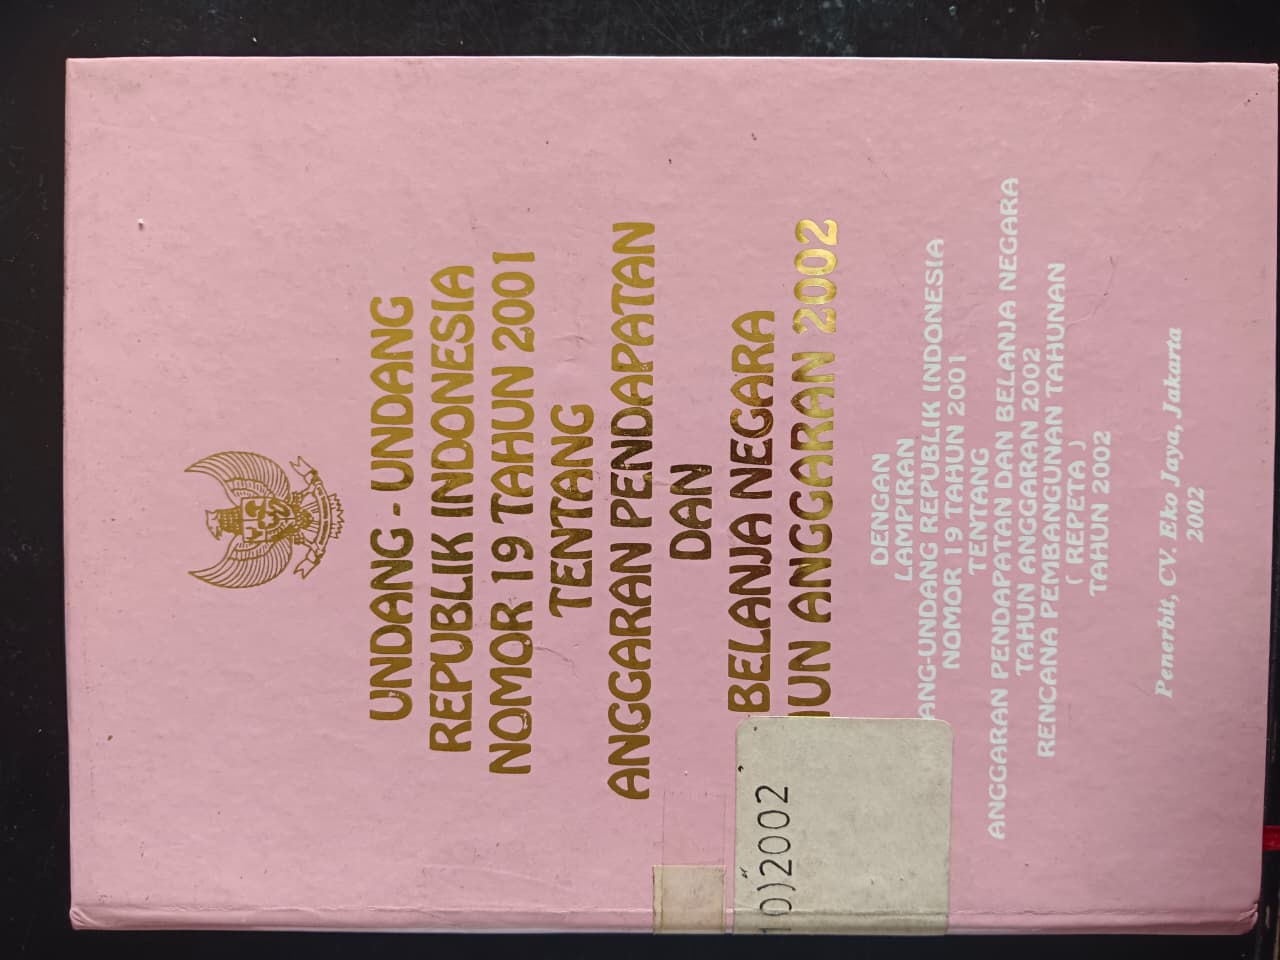 UNDANG - UNDANG
REPUBLIK INDONESIA
NOMOR 19 TAHUN 2001
TENTANG
ANGGARAN PENDAPATAN
DAN
BELANJA NEGARA
ANGGARAN 2002
DENGAN
LAMPIRAN
ANG-UNDANG REPUBLIK INDONESIA
NOMOR 19 TAHUN 2001
TENTANG
ANGGARAN PENDAPATAN DAN BELANJA NEGARA
TAHUN ANGGARAN 2002
RENCANA PEMBANGUNAN TAHUNAN
( REPETA )
TAHUN 2002
Penerbit, CV. Eko Jaya, Jakarta
2002
2002